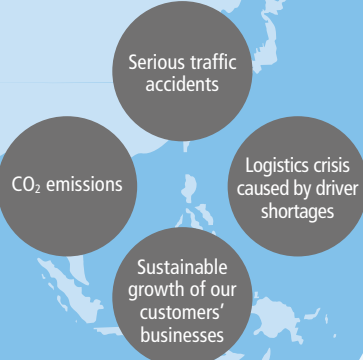 Serious traffic
accidents
CO₂ emissions
Logistics crisis
caused by driver
shortages
Sustainable
growth of our
customers’
businesses